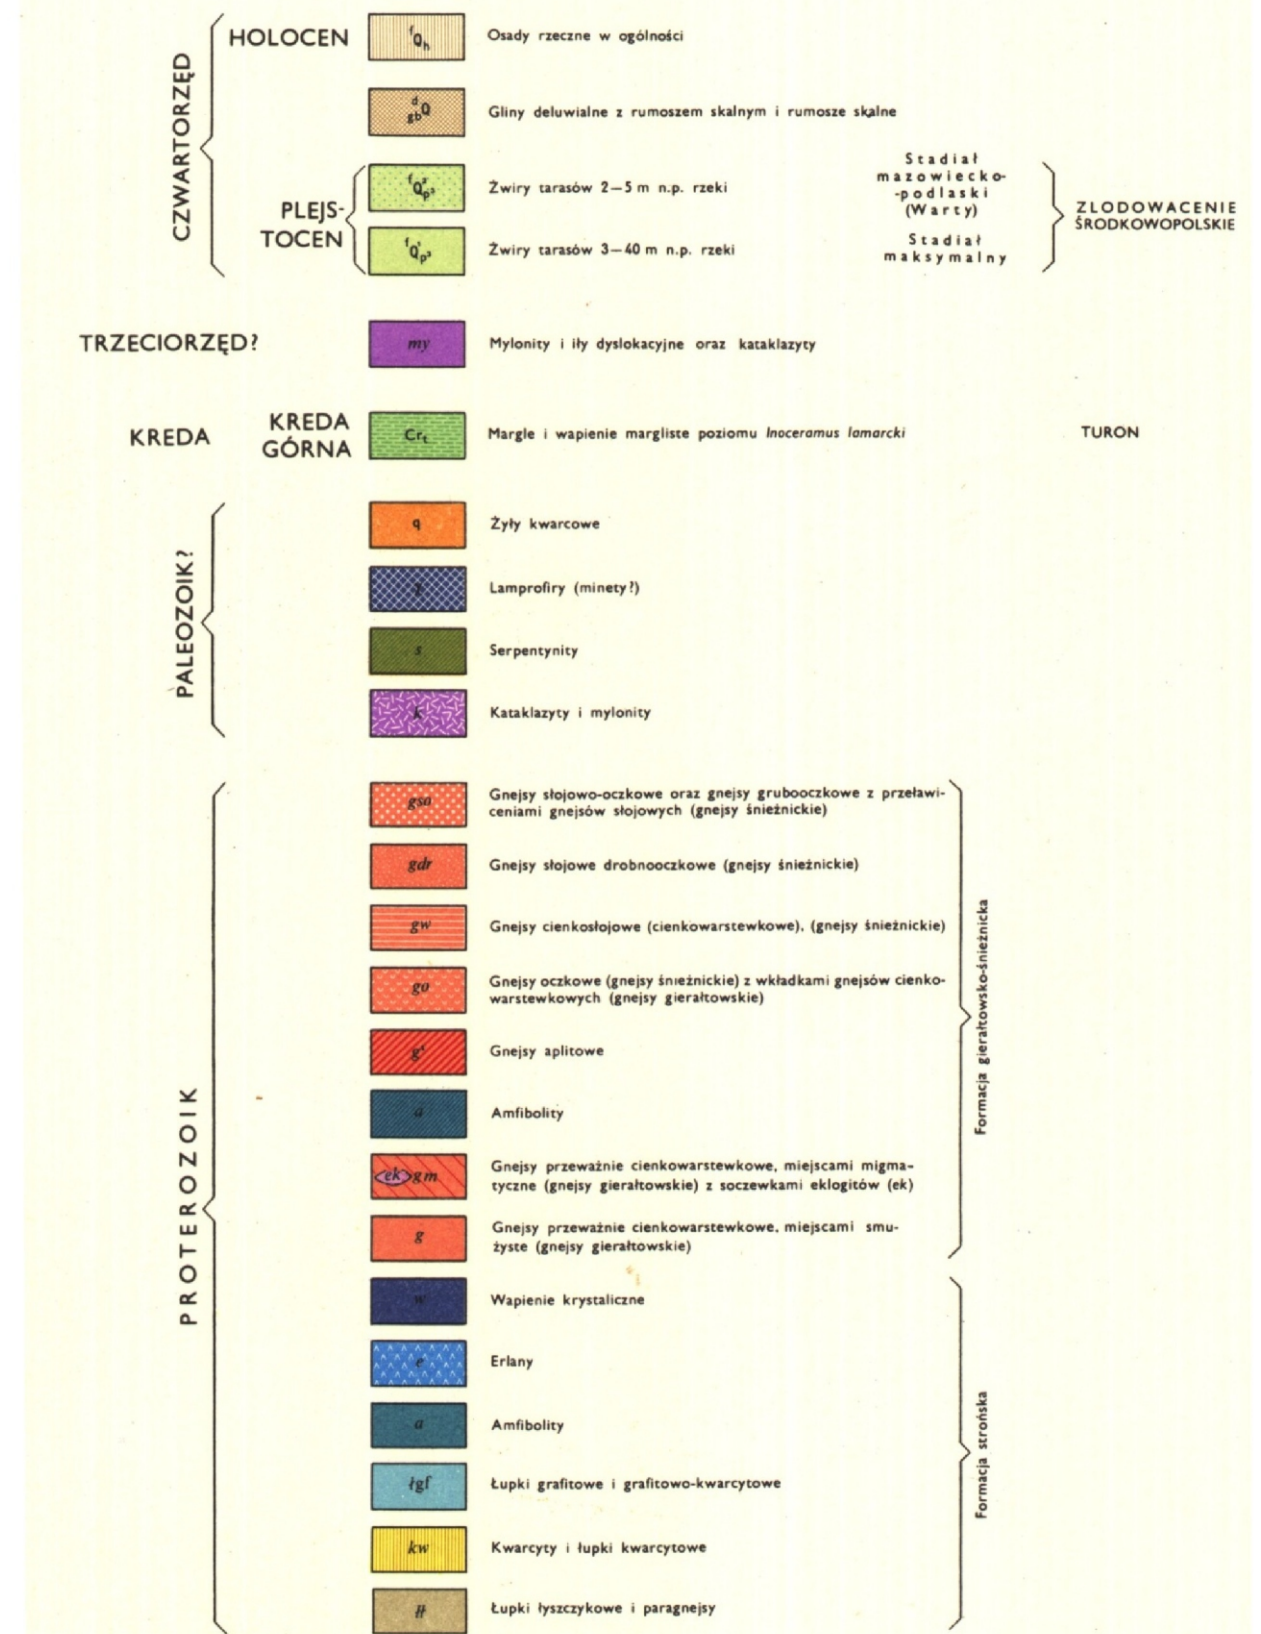 CZWARTORZĘD
HOLOCEN
fQh
Osady rzeczne w ogólności
d gb Q
Gliny deluwialne z rumoszem skalnym i rumosze skalne
PLEJS-
TOCEN
Żwiry tarasów 2—5 m n.p. rzeki
Stadiał
mazowiecko-
-podlaski
(Warty)
Żwiry tarasów 3—40 m n.p. rzeki
Stadiał
maksymalny
ZLODOWACENIE
ŚRODKOWOPOLSKIE
TRZECIORZĘD?
my
Mylonity i iły dyslokacyjne oraz kataklazyty
KREDA
KREDA
GÓRNA
Crt
Margle i wapienie margliste poziomu Inoceramus lamarcki
TURON
PALEOZOIK?
q
Żyły kwarcowe
Lamprofiry (minety?)
s
Serpentynity
k
Kataklazyty i mylonity
PROTEROZOIK
gso
Gnejsy słojowo-oczkowe oraz gnejsy grubooczkowe z przeławi-
ceniami gnejsów słojowych (gnejsy śnieżnickie)
gdr
Gnejsy słojowe drobnooczkowe (gnejsy śnieżnickie)
gw
Gnejsy cienkosłojowe (cienkowarstewkowe), (gnejsy śnieżnickie)
go
Gnejsy oczkowe (gnejsy śnieżnickie) z wkładkami gnejsów cienko-
warstewkowych (gnejsy gierałtowskie)
Gnejsy aplitowe
a
Amfibolity
ek gm
Gnejsy przeważnie cienkowarstewkowe, miejscami migma-
tyczne (gnejsy gierałtowskie) z soczewkami eklogitów (ek)
g
Gnejsy przeważnie cienkowarstewkowe, miejscami smu-
żyste (gnejsy gierałtowskie)
Formacja gierałtowsko-śnieżnicka
w
Wapienie krystaliczne
e
Erlany
a
Amfibolity
łgf
Łupki grafitowe i grafitowo-kwarcytowe
kw
Kwarcyty i łupki kwarcytowe
łł
Łupki łyszczykowe i paragnejsy
Formacja strońska